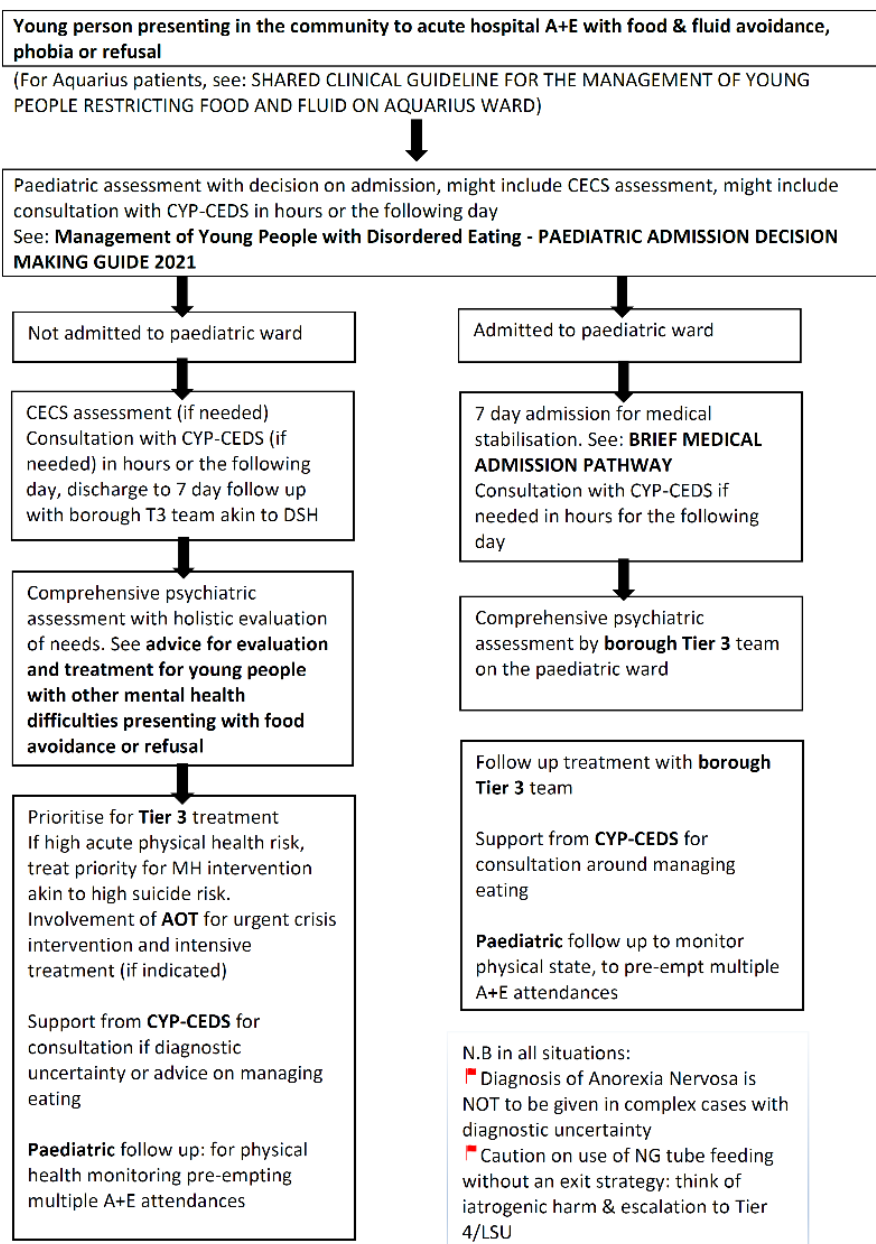 Young person presenting in the community to acute hospital A+E with food & fluid avoidance,
phobia or refusal
(For Aquarius patients, see: SHARED CLINICAL GUIDELINE FOR THE MANAGEMENT OF YOUNG
PEOPLE RESTRICTING FOOD AND FLUID ON AQUARIUS WARD)
Paediatric assessment with decision on admission, might include CECS assessment, might include
consultation with CYP-CEDS in hours or the following day
See: Management of Young People with Disordered Eating - PAEDIATRIC ADMISSION DECISION
MAKING GUIDE 2021
Not admitted to paediatric ward
CECS assessment (if needed)
Consultation with CYP-CEDS (if
needed) in hours or the following
day, discharge to 7 day follow up
with borough T3 team akin to DSH
Comprehensive psychiatric
assessment with holistic evaluation
of needs. See advice for evaluation
and treatment for young people
with other mental health
difficulties presenting with food
avoidance or refusal
Prioritise for Tier 3 treatment
If high acute physical health risk,
treat priority for MH intervention
akin to high suicide risk.
Involvement of AOT for urgent crisis
intervention and intensive
treatment (if indicated)
Support from CYP-CEDS for
consultation if diagnostic
uncertainty or advice on managing
eating
Paediatric follow up: for physical
health monitoring pre-empting
multiple A+E attendances
Admitted to paediatric ward
7 day admission for medical
stabilisation. See: BRIEF MEDICAL
ADMISSION PATHWAY
Consultation with CYP-CEDS if
needed in hours for the following
day
Comprehensive psychiatric
assessment by borough Tier 3 team
on the paediatric ward
Follow up treatment with borough
Tier 3 team
Support from CYP-CEDS for
consultation around managing
eating
Paediatric follow up to monitor
physical state, to pre-empt multiple
A+E attendances
N.B in all situations:
Diagnosis of Anorexia Nervosa is
NOT to be given in complex cases with
diagnostic uncertainty
Caution on use of NG tube feeding
without an exit strategy: think of
iatrogenic harm & escalation to Tier
4/LSU